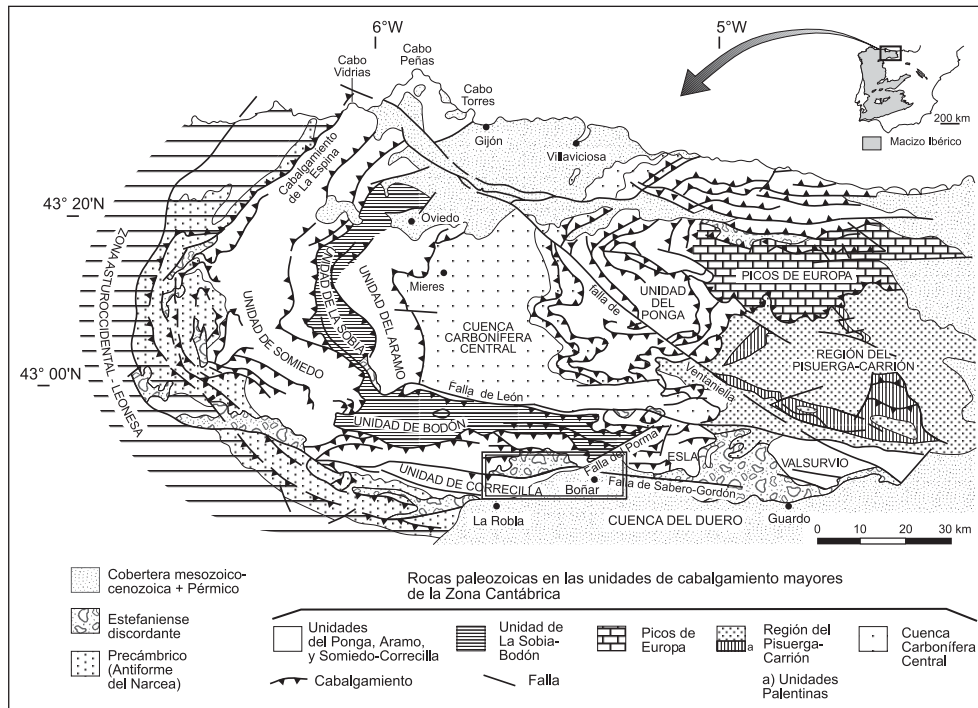 6°W
5°W
Cabo
Vidrias
Cabo
Peñas
Cabo
Torres
Gijón
Villaviciosa
200 km
Macizo Ibérico
43° 20'N
43° 00'N
ZONA ASTUROCCIDENTAL - LEONESA
Cabalgamiento
de La Espina
Oviedo
Mieres
UNIDAD DE SOMIEDO
UNIDAD DE LA SOBIA
UNIDAD DEL ARAMO
CUENCA
CARBONÍFERA
CENTRAL
falla de
Ventaniella
UNIDAD
DEL
PONGA
PICOS DE EUROPA
REGIÓN DEL
PISUERGA-CARRIÓN
Falla de León
UNIDAD DE BODÓN
Falla de Porma
ESLA
VALSURVIO
UNIDAD DE CORRECILLA
Boñar
Falla de Sabero-Gordón
La Robla
CUENCA DEL DUERO
Guardo
0 10 20 30 km
Cobertera mesozoico-
cenozoica + Pérmico
Estefaniense
discordante
Precámbrico
(Antiforme
del Narcea)
Rocas paleozoicas en las unidades de cabalgamiento mayores
de la Zona Cantábrica
Unidades
del Ponga, Aramo,
y Somiedo-Correcilla
Unidad de
La Sobia-
Bodón
Picos de
Europa
a
Región del
Pisuerga-
Carrión
Cuenca
Carbonífera
Central
Cabalgamiento
Falla
a) Unidades
Palentinas